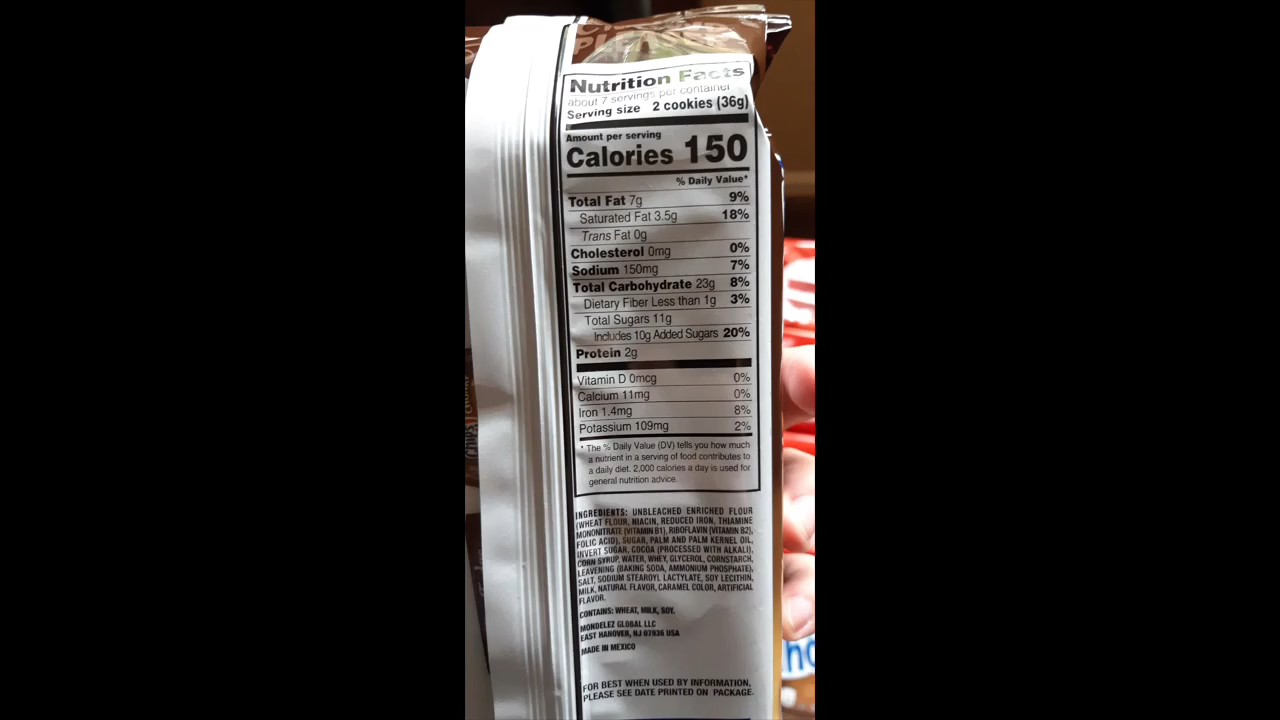 PLEASE
Nutrition Facts
about 7 servings per container
Serving size 2 cookies (36g)
Amount per serving
Calories 150
% Daily Value*
Total Fat 7g 9%
Saturated Fat 3.5g 18%
Trans Fat 0g
Cholesterol 0mg 0%
Sodium 150mg 7%
Total Carbohydrate 23g 8%
Dietary Fiber Less than 1g 3%
Total Sugars 11g
Includes 10g Added Sugars 20%
Protein 2g
Vitamin D 0mcg 0%
Calcium 11mg 0%
Iron 1.4mg 8%
Potassium 109mg 2%
* The % Daily Value (DV) tells you how much
a nutrient in a serving of food contributes to
a daily diet. 2,000 calories a day is used for
general nutrition advice.
INGREDIENTS: UNBLEACHED ENRICHED FLOUR
(WHEAT FLOUR, NIACIN, REDUCED IRON, THIAMINE
MONONITRATE (VITAMIN B1), RIBOFLAVIN (VITAMIN B2),
FOLIC ACID), SUGAR, PALM AND PALM KERNEL OIL,
INVERT SUGAR, COCOA (PROCESSED WITH ALKALI),
CORN SYRUP, WATER, WHEY, GLYCEROL, CORNSTARCH,
LEAVENING (BAKING SODA, AMMONIUM PHOSPHATE),
SALT, SODIUM STEAROYL LACTYLATE, SOY LECITHIN,
MILK, NATURAL FLAVOR, CARAMEL COLOR, ARTIFICIAL
FLAVOR.
CONTAINS: WHEAT, MILK, SOY.
MONDELEZ GLOBAL LLC
EAST HANOVER, NJ 07936 USA
MADE IN MEXICO
FOR BEST WHEN USED BY INFORMATION,
PLEASE SEE DATE PRINTED ON PACKAGE.
ho